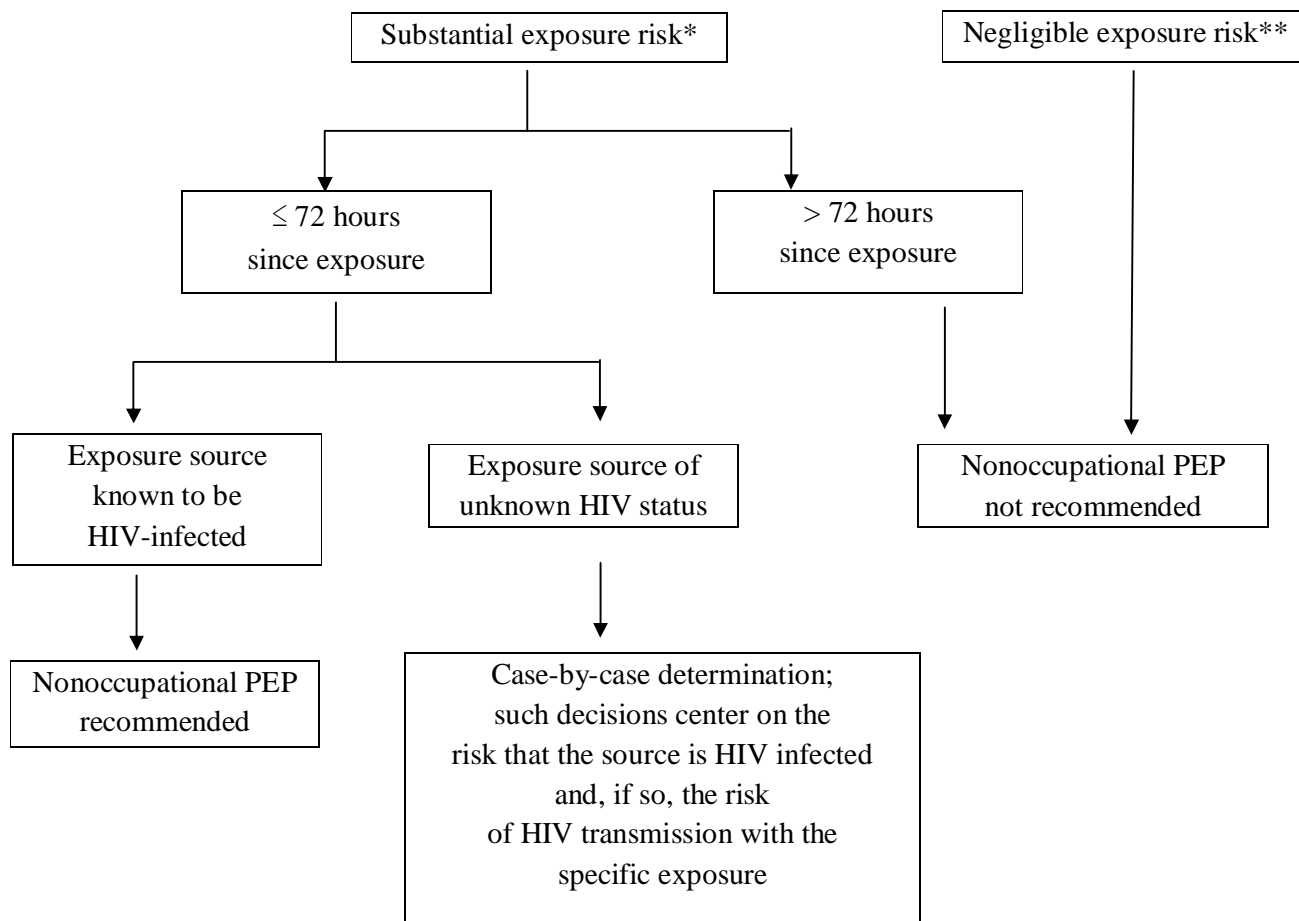 Substantial exposure risk*
Negligible exposure risk**
≤ 72 hours
since exposure
> 72 hours
since exposure
Exposure source
known to be
HIV-infected
Exposure source of
unknown HIV status
Nonoccupational PEP
not recommended
Nonoccupational PEP
recommended
Case-by-case determination;
such decisions center on the
risk that the source is HIV infected
and, if so, the risk
of HIV transmission with the
specific exposure